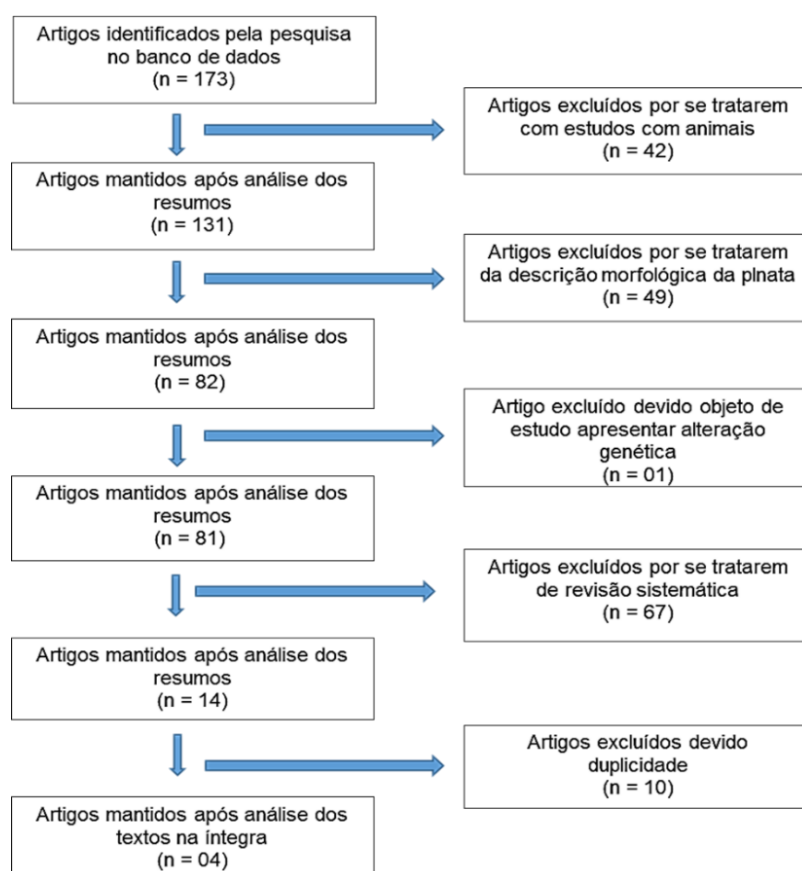 Artigos identificados pela pesquisa
no banco de dados
(n = 173)
Artigos excluídos por se tratarem
com estudos com animais
(n = 42)
Artigos mantidos após análise dos
resumos
(n = 131)
Artigos excluídos por se tratarem
da descrição morfológica da plnata
(n = 49)
Artigos mantidos após análise dos
resumos
(n = 82)
Artigo excluído devido objeto de
estudo apresentar alteração
genética
(n = 01)
Artigos mantidos após análise dos
resumos
(n = 81)
Artigos excluídos por se tratarem
de revisão sistemática
(n = 67)
Artigos mantidos após análise dos
resumos
(n = 14)
Artigos excluídos devido
duplicidade
(n = 10)
Artigos mantidos após análise dos
textos na íntegra
(n = 04)